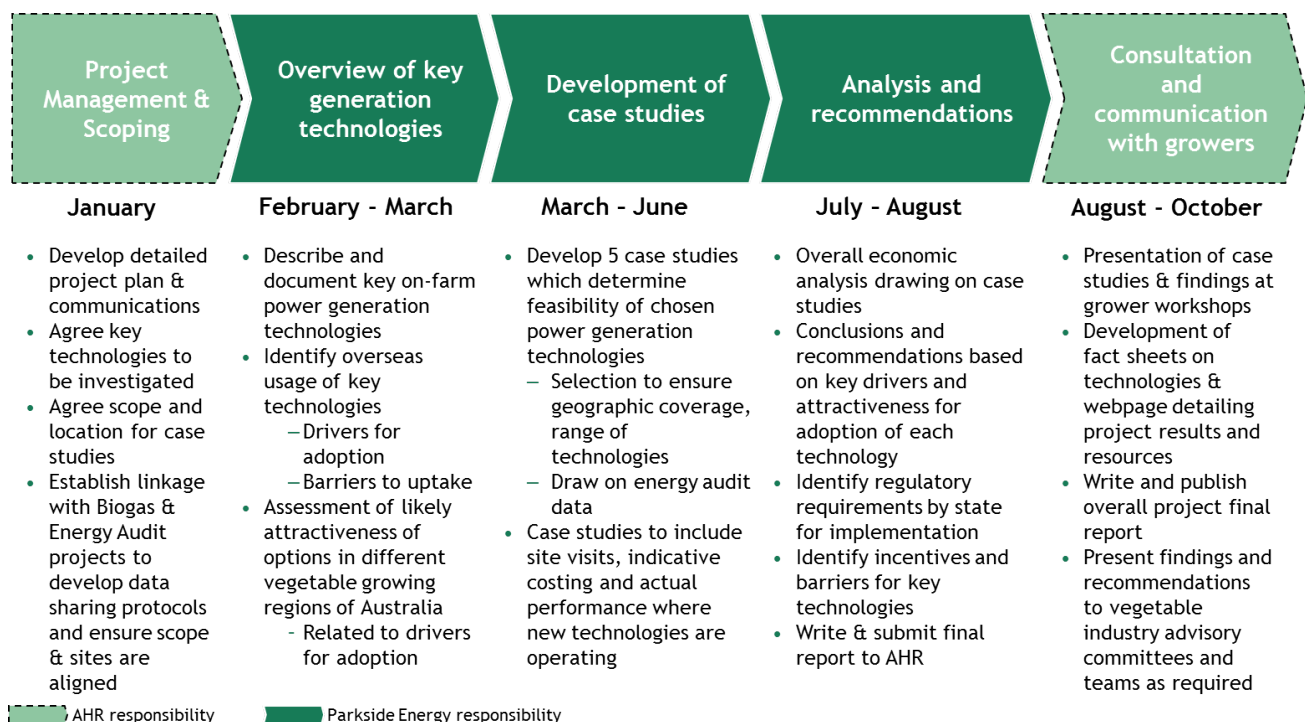 Project
Management &
Scoping
Overview of key
generation
technologies
Development of
case studies
Analysis and
recommendations
Consultation
and
communication
with growers
January
February – March
March – June
July – August
August – October
• Develop detailed
project plan &
communications
• Agree key
technologies to
be investigated
• Agree scope and
location for case
studies
• Establish linkage
with Biogas &
Energy Audit
projects to
develop data
sharing protocols
and ensure scope
& sites are
aligned
• Describe and
document key on-farm
power generation
technologies
• Identify overseas
usage of key
technologies
– Drivers for
adoption
– Barriers to uptake
• Assessment of likely
attractiveness of
options in different
vegetable growing
regions of Australia
- Related to drivers
for adoption
• Develop 5 case studies
which determine
feasibility of chosen
power generation
technologies
– Selection to ensure
geographic coverage,
range of
technologies
– Draw on energy audit
data
• Case studies to include
site visits, indicative
costing and actual
performance where
new technologies are
operating
• Overall economic
analysis drawing on case
studies
• Conclusions and
recommendations based
on key drivers and
attractiveness for
adoption of each
technology
• Identify regulatory
requirements by state
for implementation
• Identify incentives and
barriers for key
technologies
• Write & submit final
report to AHR
• Presentation of case
studies & findings at
grower workshops
• Development of
fact sheets on
technologies &
webpage detailing
project results and
resources
• Write and publish
overall project final
report
• Present findings and
recommendations
to vegetable
industry advisory
committees and
teams as required
AHR responsibility
Parkside Energy responsibility